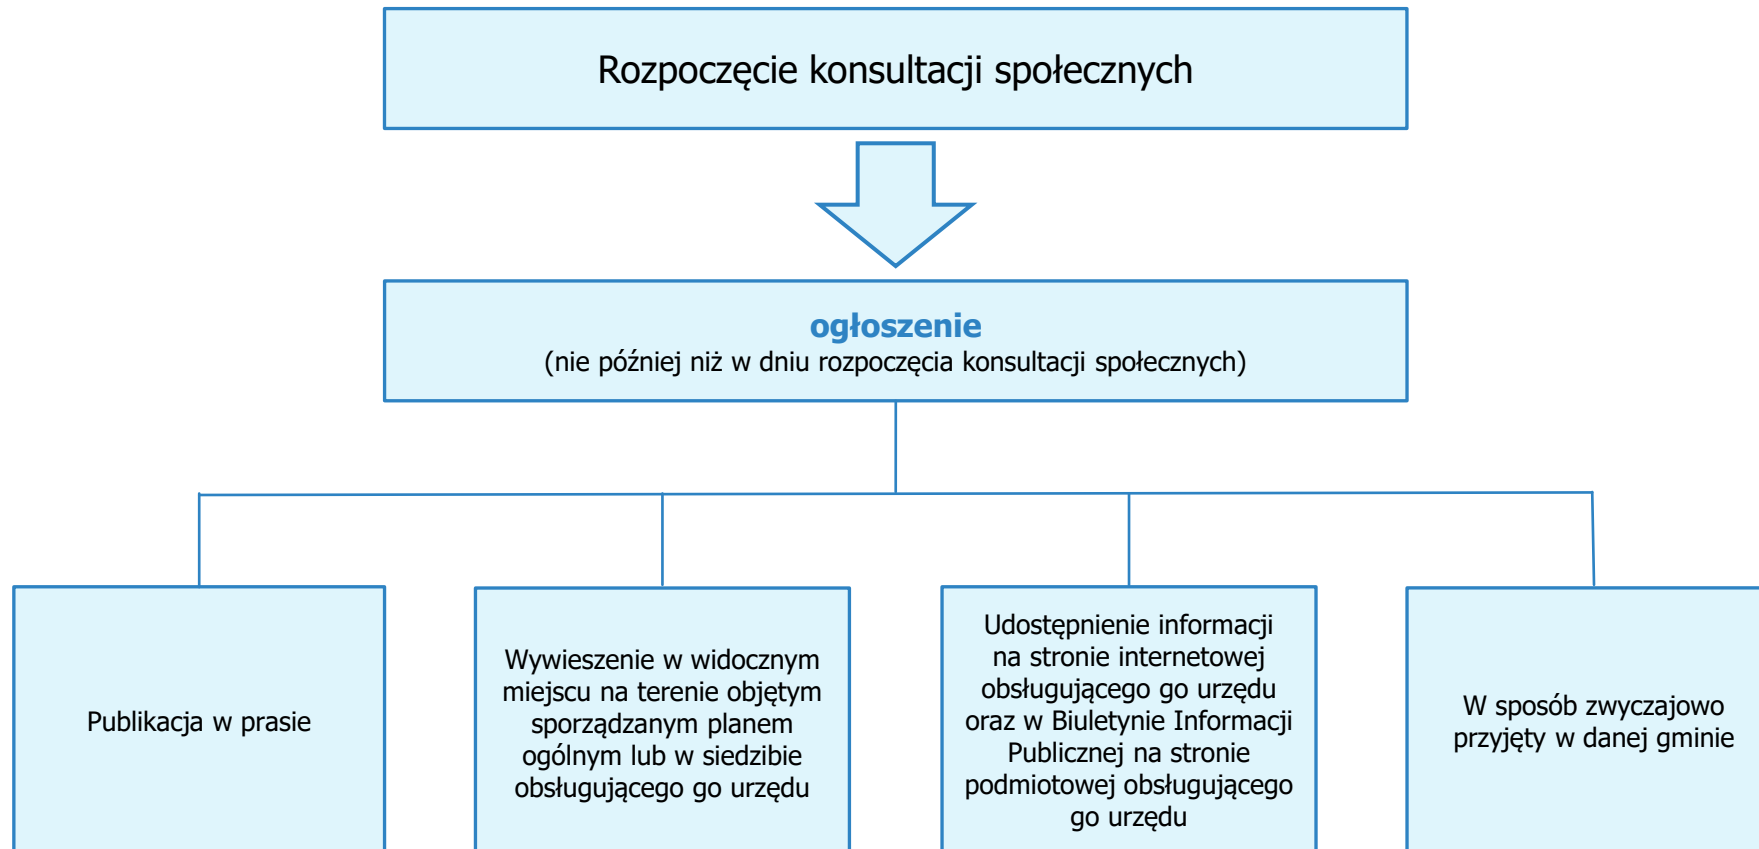 Rozpoczęcie konsultacji społecznych
ogłoszenie
(nie później niż w dniu rozpoczęcia konsultacji społecznych)
Publikacja w prasie
Wywieszenie w widocznym
miejscu na terenie objętym
sporządzanym planem
ogólnym lub w siedzibie
obsługującego go urzędu
Udostępnienie informacji
na stronie internetowej
obsługującego go urzędu
oraz w Biuletynie Informacji
Publicznej na stronie
podmiotowej obsługującego
go urzędu
W sposób zwyczajowo
przyjęty w danej gminie